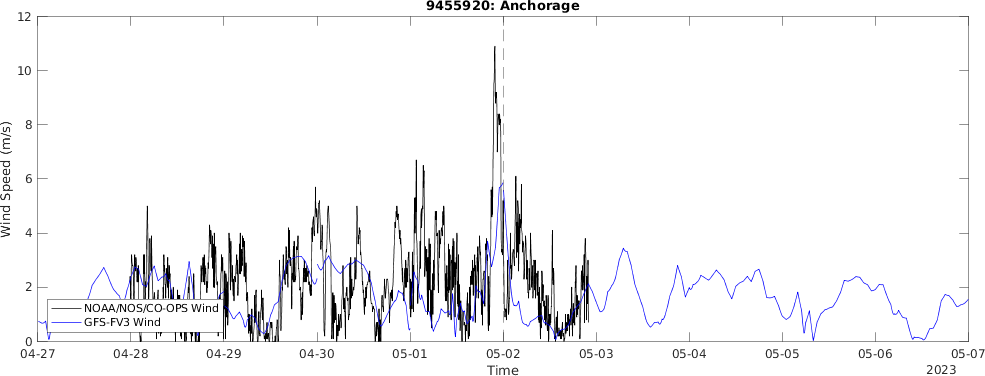 9455920: Anchorage
12
10
8
6
4
2
0
Wind Speed (m/s)
NOAA/NOS/CO-OPS Wind
GFS-FV3 Wind
04-27 04-28 04-29 04-30 05-01 05-02 05-03 05-04 05-05 05-06 05-07
Time
2023